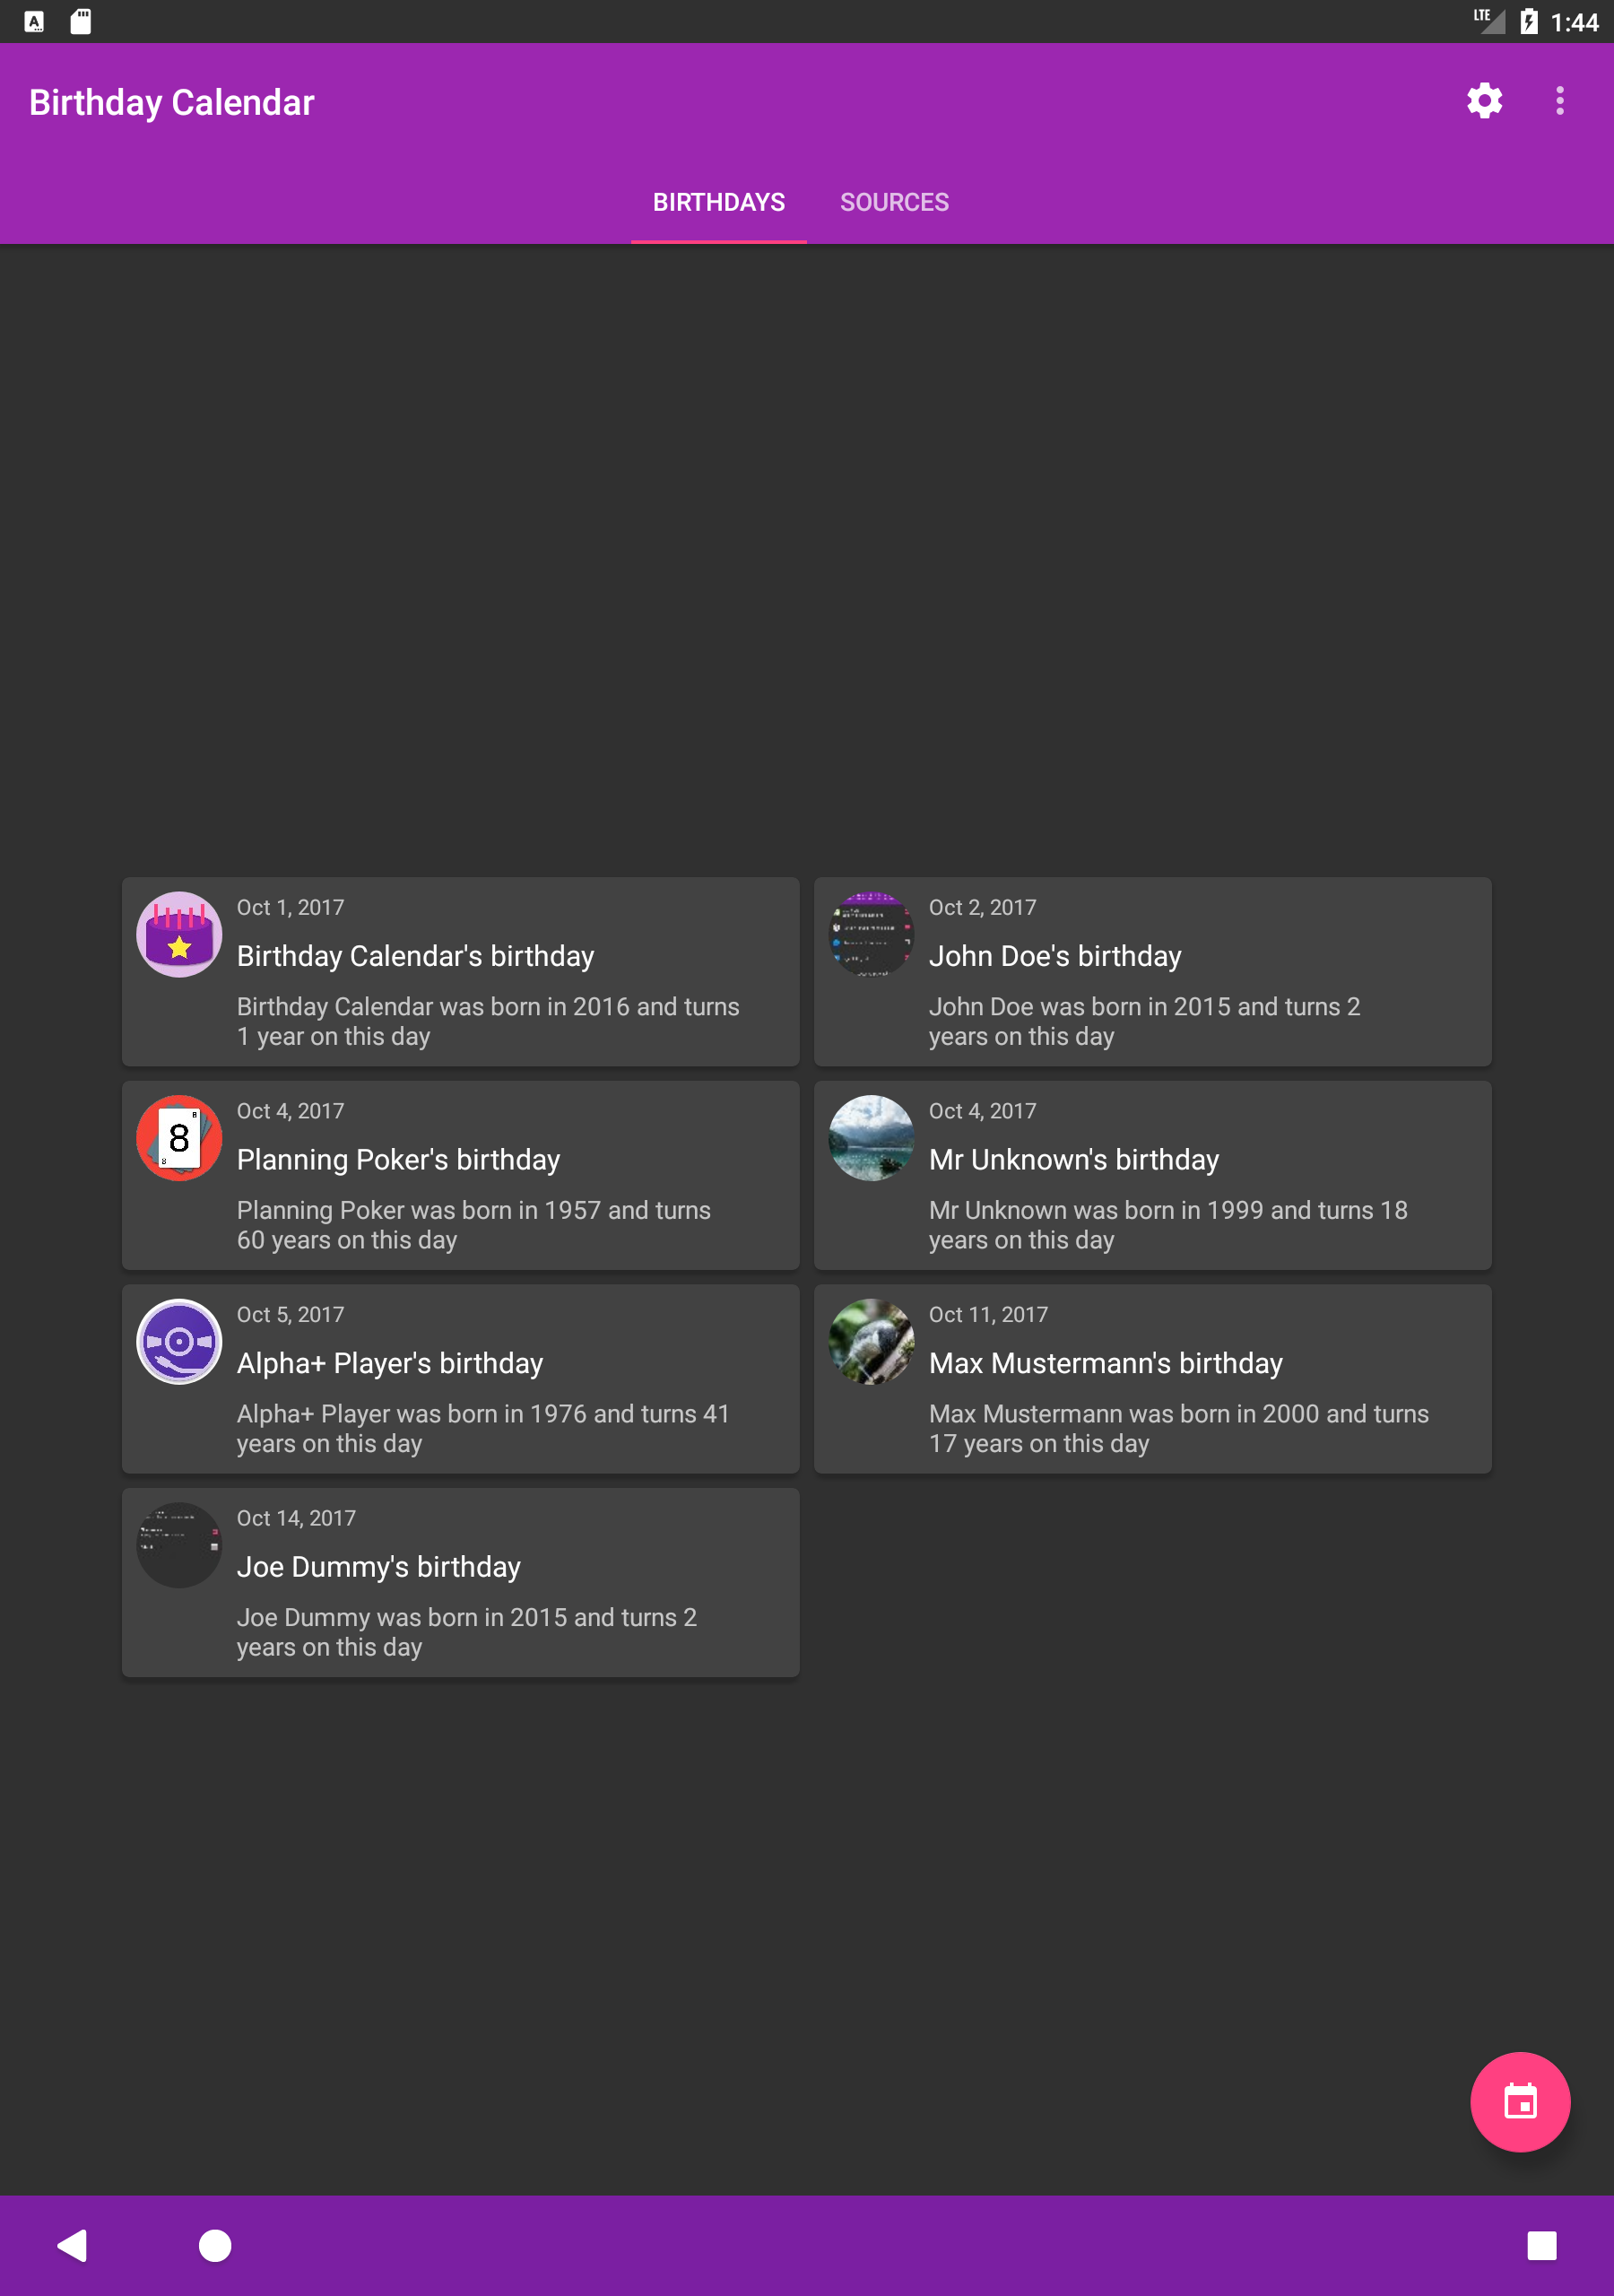 LTE 1:44
Birthday Calendar
BIRTHDAYS SOURCES
Oct 1, 2017
Birthday Calendar's birthday
Birthday Calendar was born in 2016 and turns
1 year on this day
Oct 2, 2017
John Doe's birthday
John Doe was born in 2015 and turns 2
years on this day
8
8
8
Oct 4, 2017
Planning Poker's birthday
Planning Poker was born in 1957 and turns
60 years on this day
Oct 4, 2017
Mr Unknown's birthday
Mr Unknown was born in 1999 and turns 18
years on this day
Oct 5, 2017
Alpha+ Player's birthday
Alpha+ Player was born in 1976 and turns 41
years on this day
Oct 11, 2017
Max Mustermann's birthday
Max Mustermann was born in 2000 and turns
17 years on this day
Oct 14, 2017
Joe Dummy's birthday
Joe Dummy was born in 2015 and turns 2
years on this day